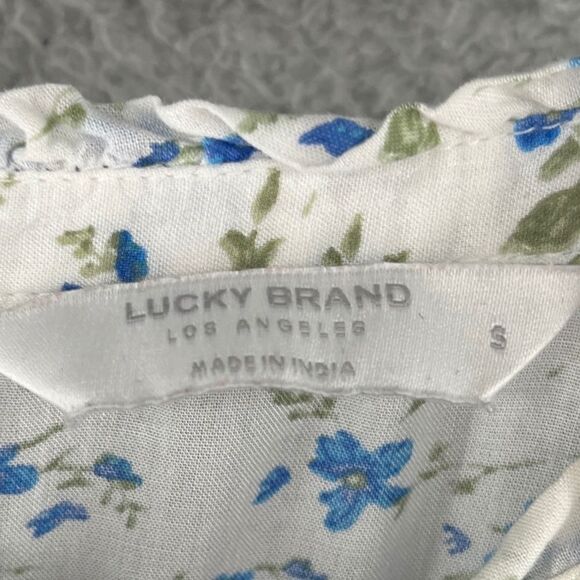 LUCKY BRAND
LOS ANGELES
S
MADE IN INDIA